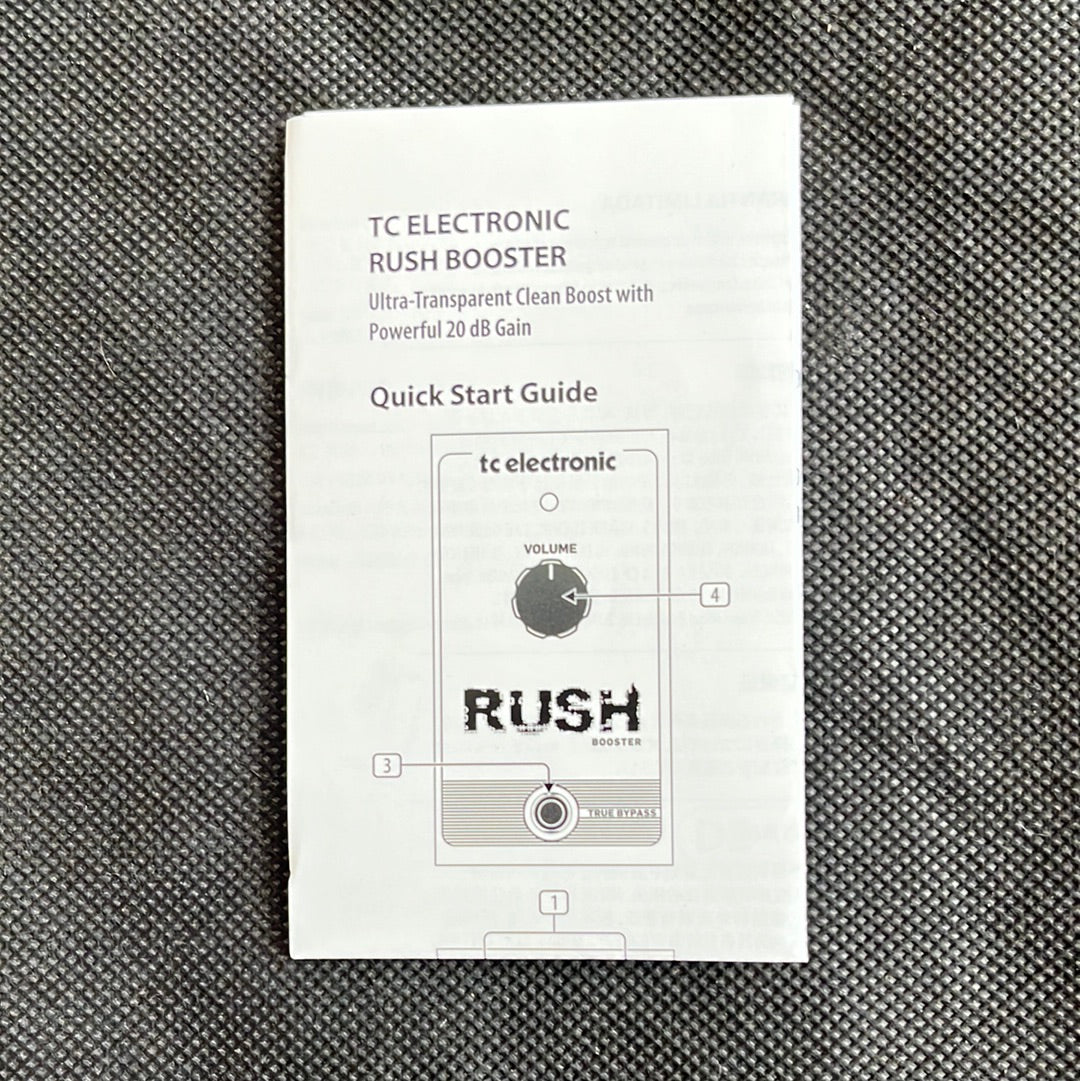 TC ELECTRONIC
RUSH BOOSTER
Ultra-Transparent Clean Boost with
Powerful 20 dB Gain
Quick Start Guide
tc electronic
VOLUME
4
RUSH
BOOSTER
3
TRUE BYPASS
1